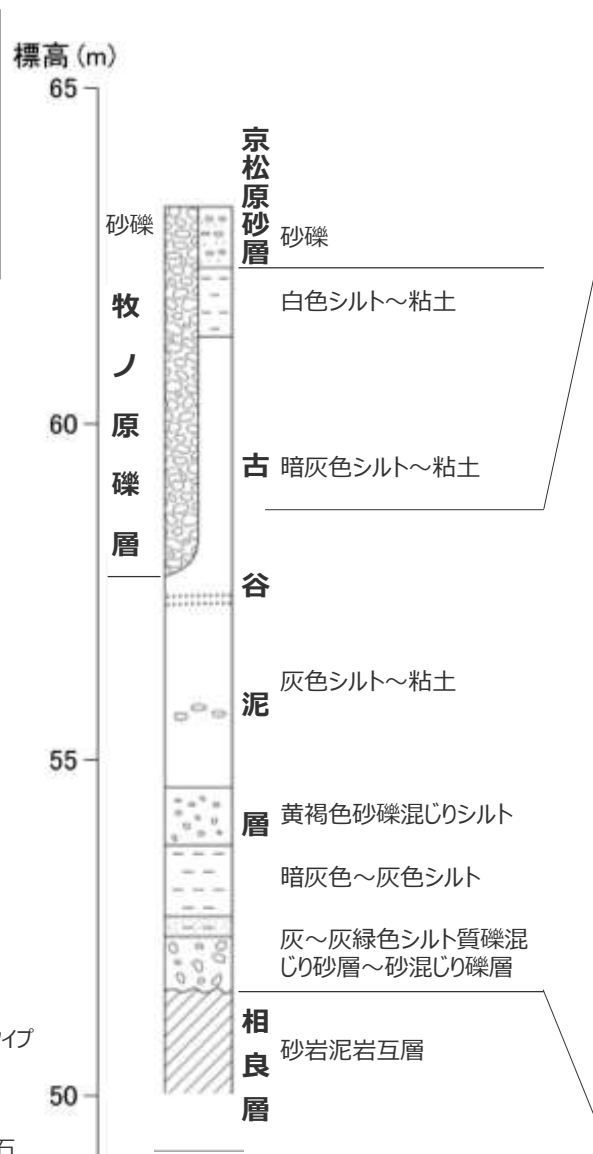 標高(m)
65
京松原砂層
砂礫
砂礫
白色シルト～粘土
牧ノ原礫層
60
古谷泥層
暗灰色シルト～粘土
灰色シルト～粘土
55
黄褐色砂礫混じりシルト
暗灰色～灰色シルト
灰～灰緑色シルト質礫混
じり砂層～砂混じり礫層
相良層
砂岩泥岩互層
イプ
50